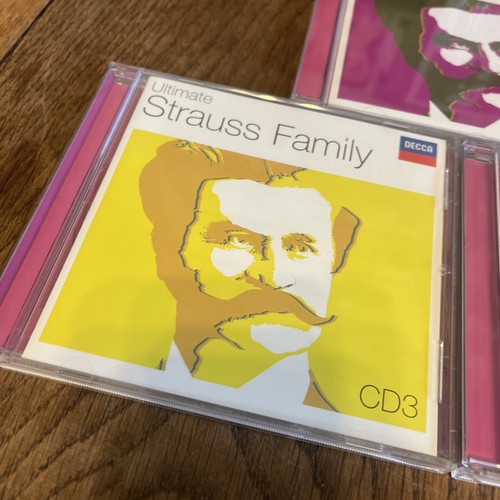 Ultimate
Strauss Family
DECCA
CD3